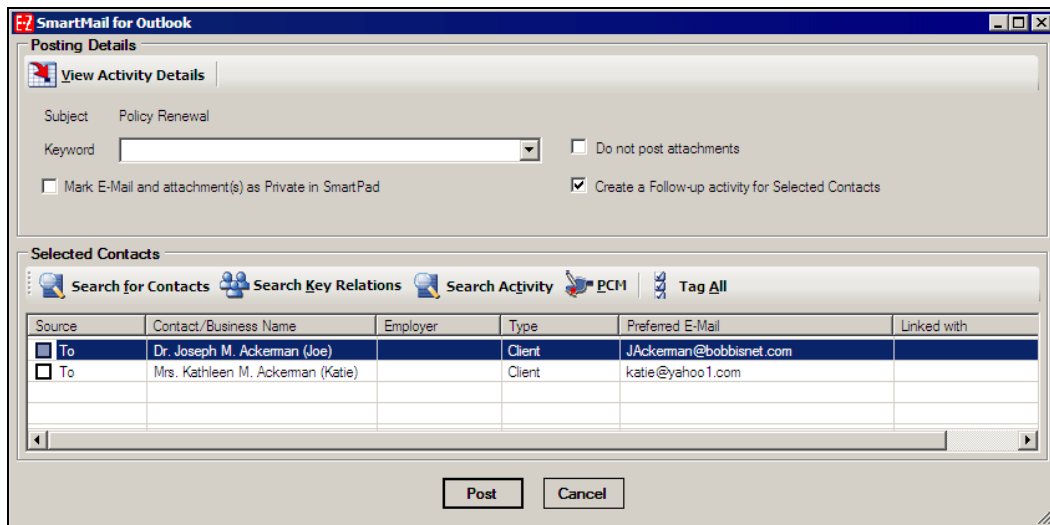 E-Z SmartMail for Outlook
Posting Details
View Activity Details
Subject Policy Renewal
Keyword
Do not post attachments
Mark E-Mail and attachment(s) as Private in SmartPad
Create a Follow-up activity for Selected Contacts
Selected Contacts
Search for Contacts Search Key Relations Search Activity PCM Tag All
Source Contact/Business Name Employer Type Preferred E-Mail Linked with
To Dr. Joseph M. Ackerman (Joe) Client JAckerman@bobbisnet.com
To Mrs. Kathleen M. Ackerman (Katie) Client katie@yahoo1.com
Post Cancel